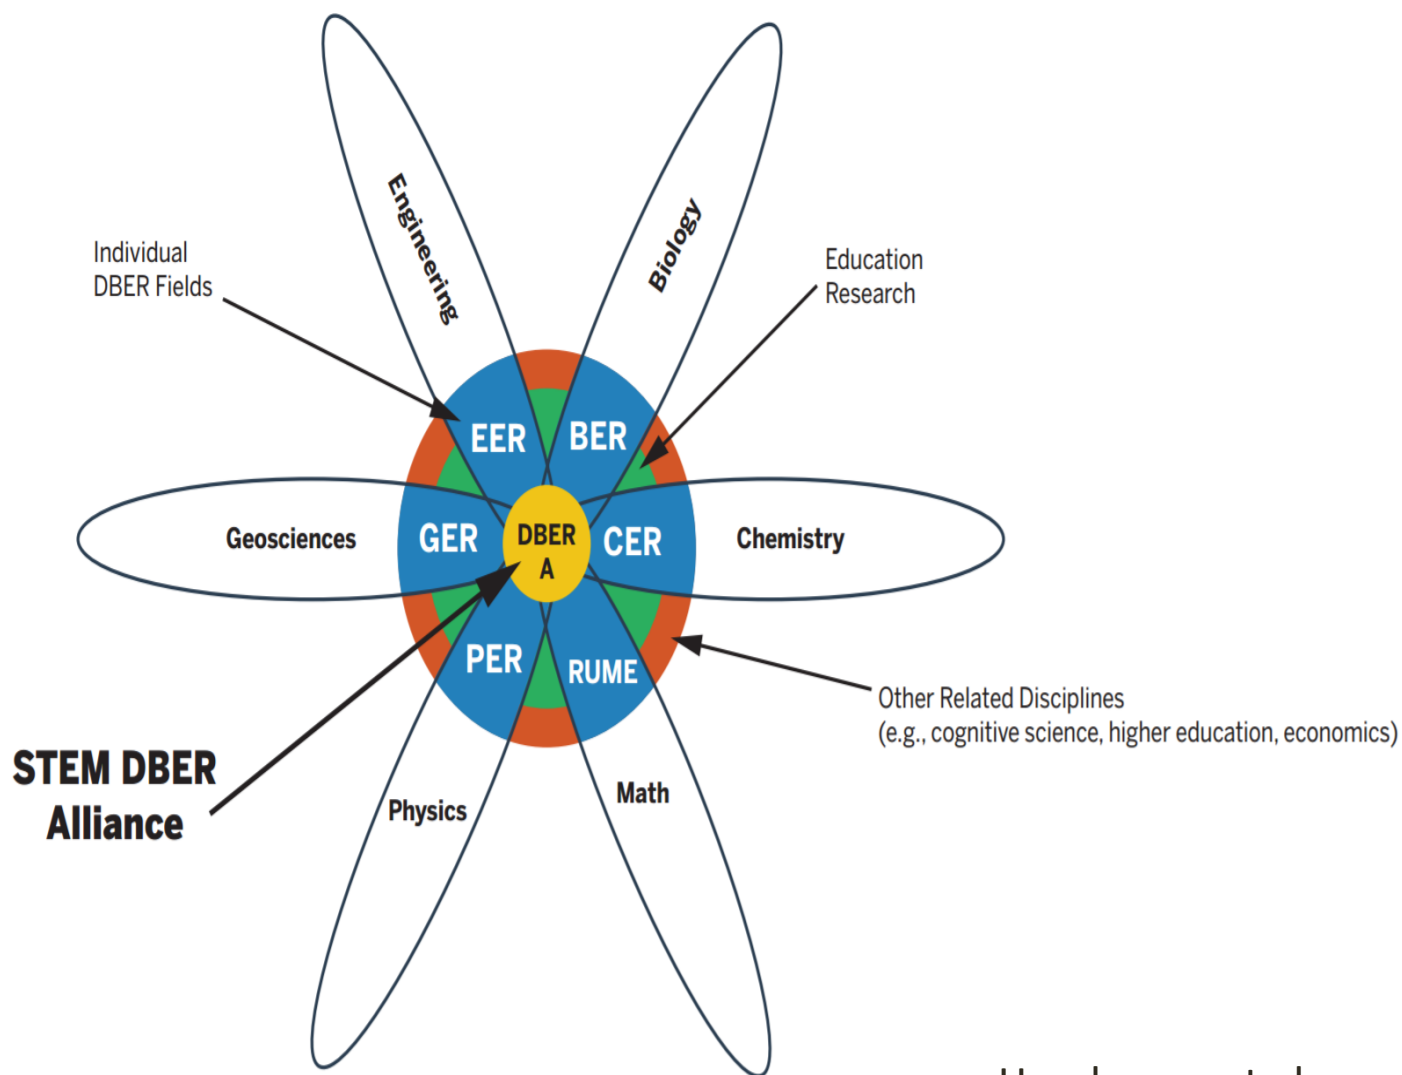 Engineering
Biology
Individual
DBER Fields
Education
Research
EER
BER
Geosciences
GER
DBER
A
CER
Chemistry
PER
RUME
Other Related Disciplines
(e.g., cognitive science, higher education, economics)
STEM DBER
Alliance
Physics
Math